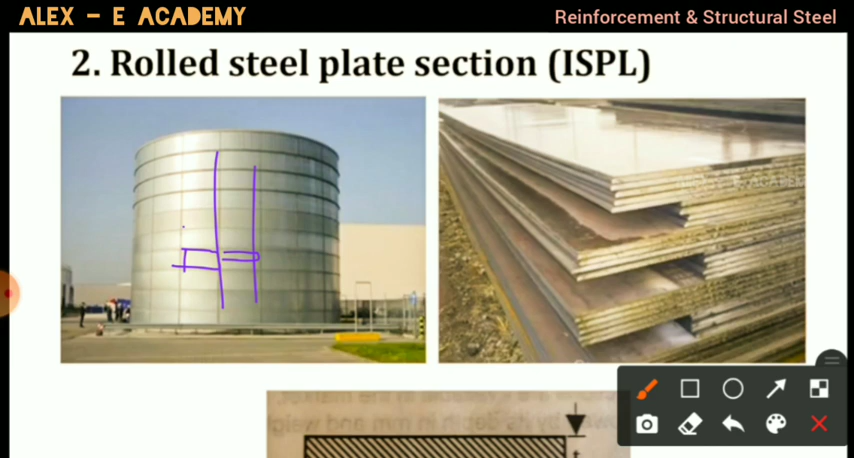 ALEX – E ACADEMY
Reinforcement & Structural Steel
2. Rolled steel plate section (ISPL)
t